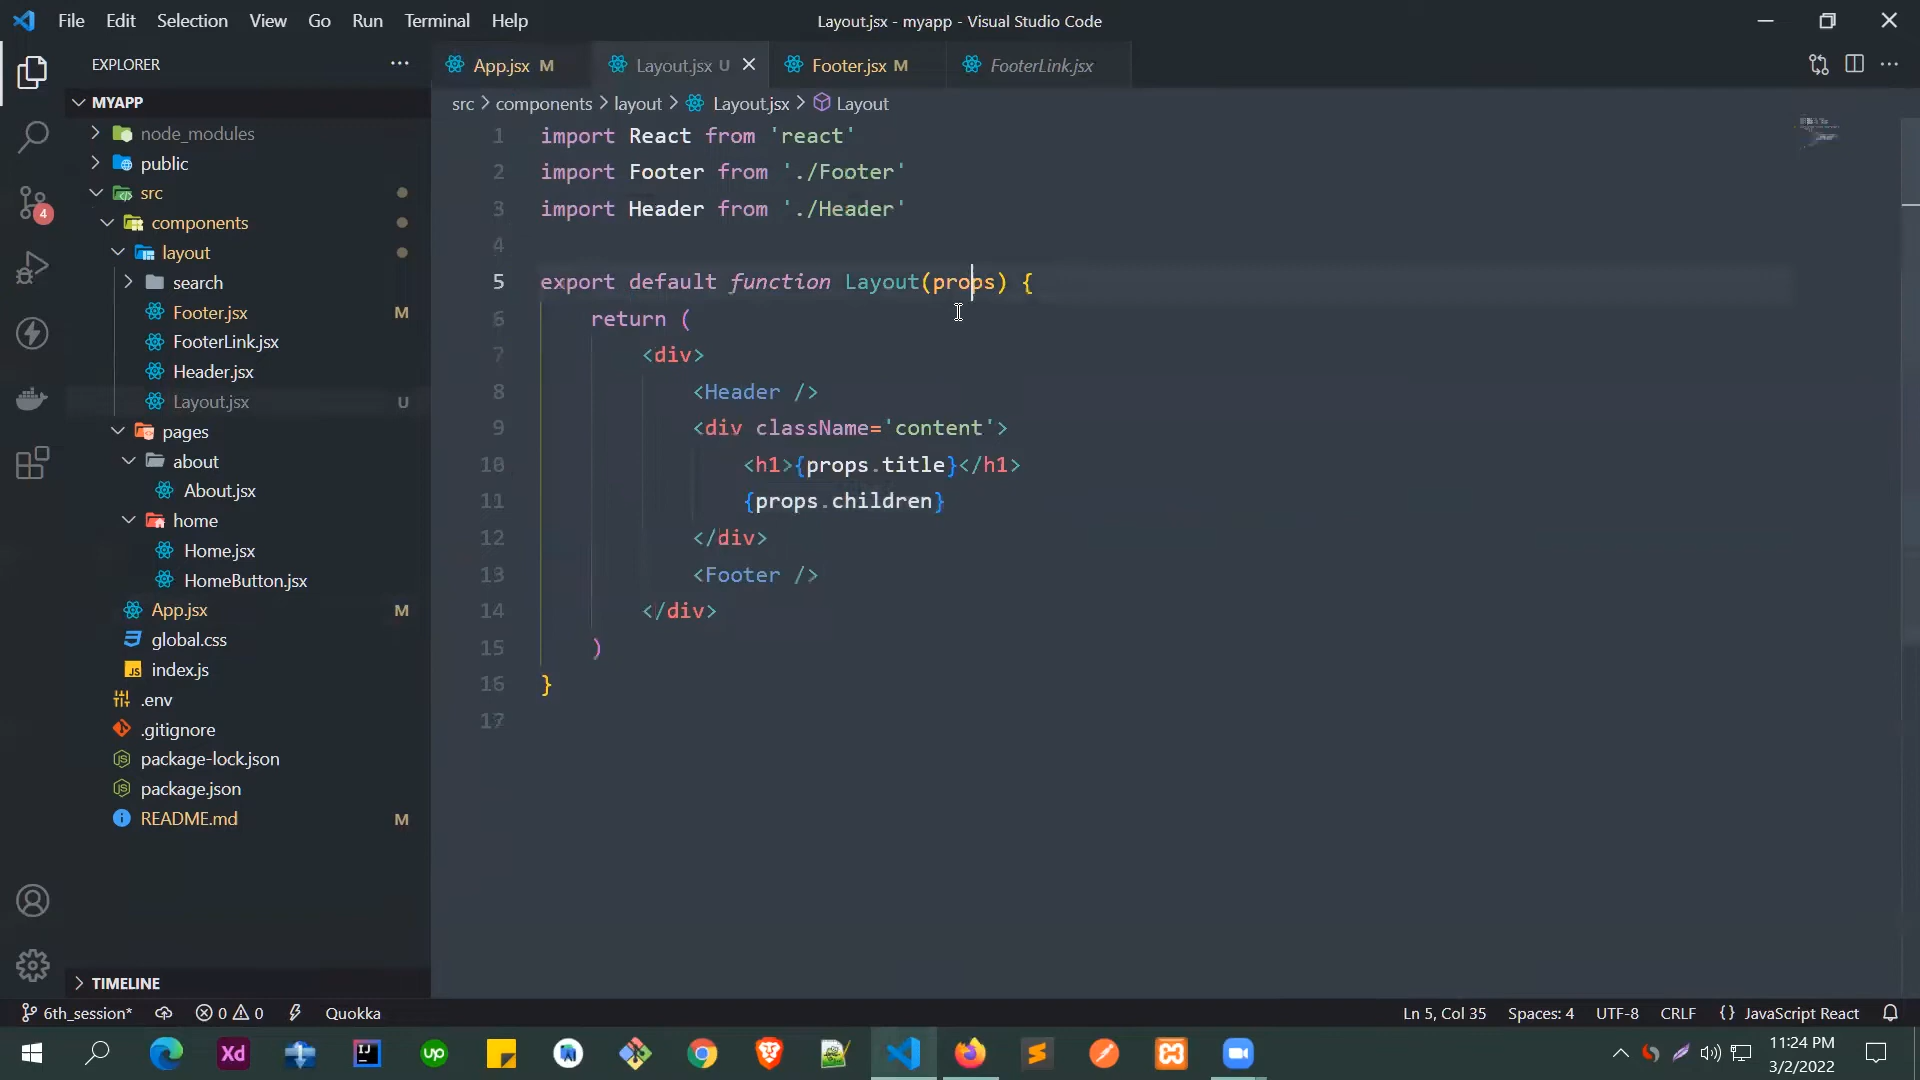 File Edit Selection View Go Run Terminal Help
Layout.jsx - myapp - Visual Studio Code
EXPLORER
MYAPP
node_modules
public
src
components
layout
search
Footer.jsx M
FooterLink.jsx
Header.jsx
Layout.jsx U
pages
about
About.jsx
home
Home.jsx
HomeButton.jsx
App.jsx M
global.css
index.js
.env
.gitignore
package-lock.json
package.json
README.md M
TIMELINE
4
App.jsx M
Layout.jsx U
Footer.jsx M
FooterLink.jsx
src > components > layout > Layout.jsx > Layout
1 import React from 'react'
2 import Footer from './Footer'
3 import Header from './Header'
4
5 export default function Layout(props) {
6 return (
7 <div>
8 <Header />
9 <div className='content'>
10 <h1>{props.title}</h1>
11 {props.children}
12 </div>
13 <Footer />
14 </div>
15 )
16 }
17
6th_session* 0 0 Quokka
Ln 5, Col 35 Spaces: 4 UTF-8 CRLF {} JavaScript React
Xd
IJ
up
11:24 PM
3/2/2022